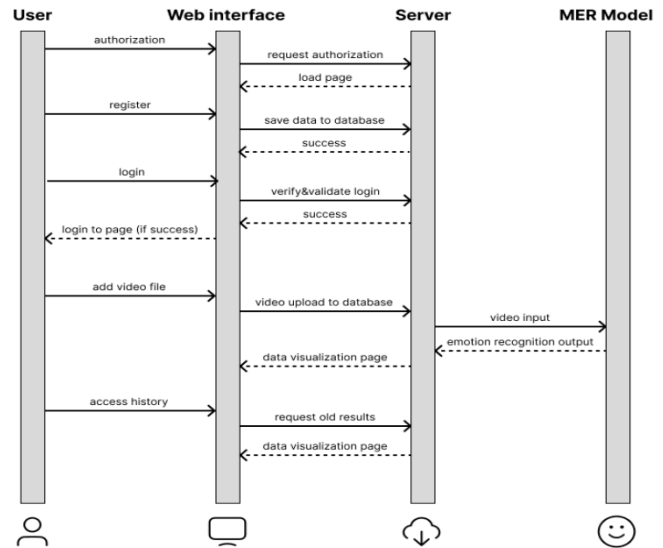 User Web interface Server MER Model
authorization
request authorization
load page
register
save data to database
success
login
verify&validate login
success
login to page (if success)
add video file
video upload to database
video input
emotion recognition output
data visualization page
access history
request old results
data visualization page